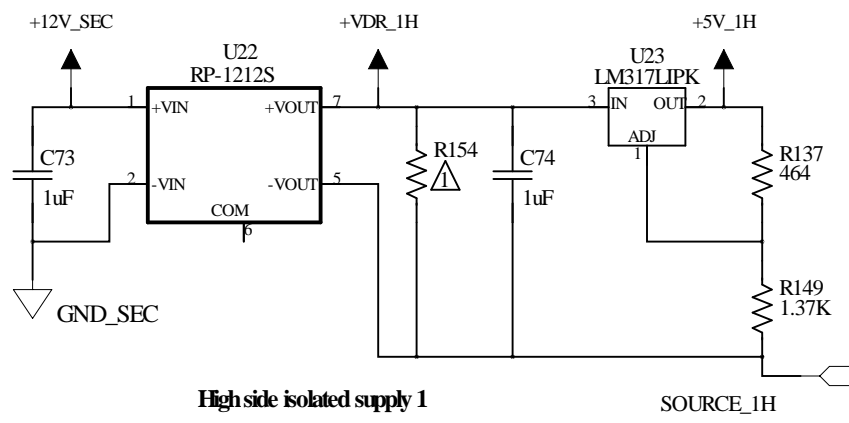 +12V_SEC
+VDR_1H
+5V_1H
U22
RP-1212S
U23
LM317LIPK
1
+VIN
+VOUT
7
3
IN
OUT
2
ADJ
1
C73
1uF
2
-VIN
-VOUT
5
COM
6
R154
1
C74
1uF
R137
464
R149
1.37K
GND_SEC
High side isolated supply 1
SOURCE_1H